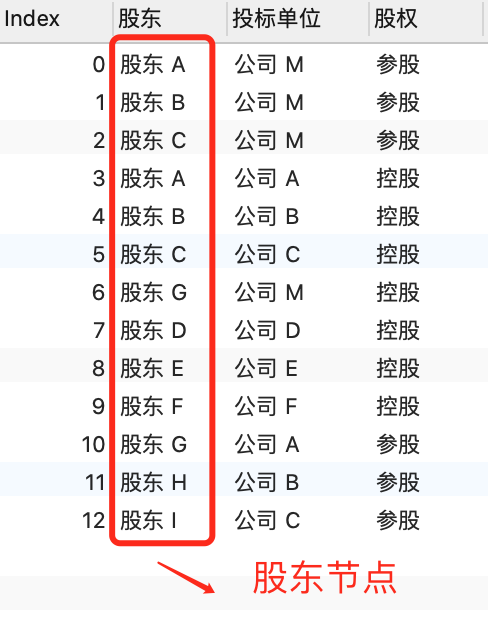 Index 股东 投标单位 股权
0 股东 A 公司 M 参股
1 股东 B 公司 M 参股
2 股东 C 公司 M 参股
3 股东 A 公司 A 控股
4 股东 B 公司 B 控股
5 股东 C 公司 C 控股
6 股东 G 公司 M 控股
7 股东 D 公司 D 控股
8 股东 E 公司 E 控股
9 股东 F 公司 F 控股
10 股东 G 公司 A 参股
11 股东 H 公司 B 参股
12 股东 I 公司 C 参股
股东节点